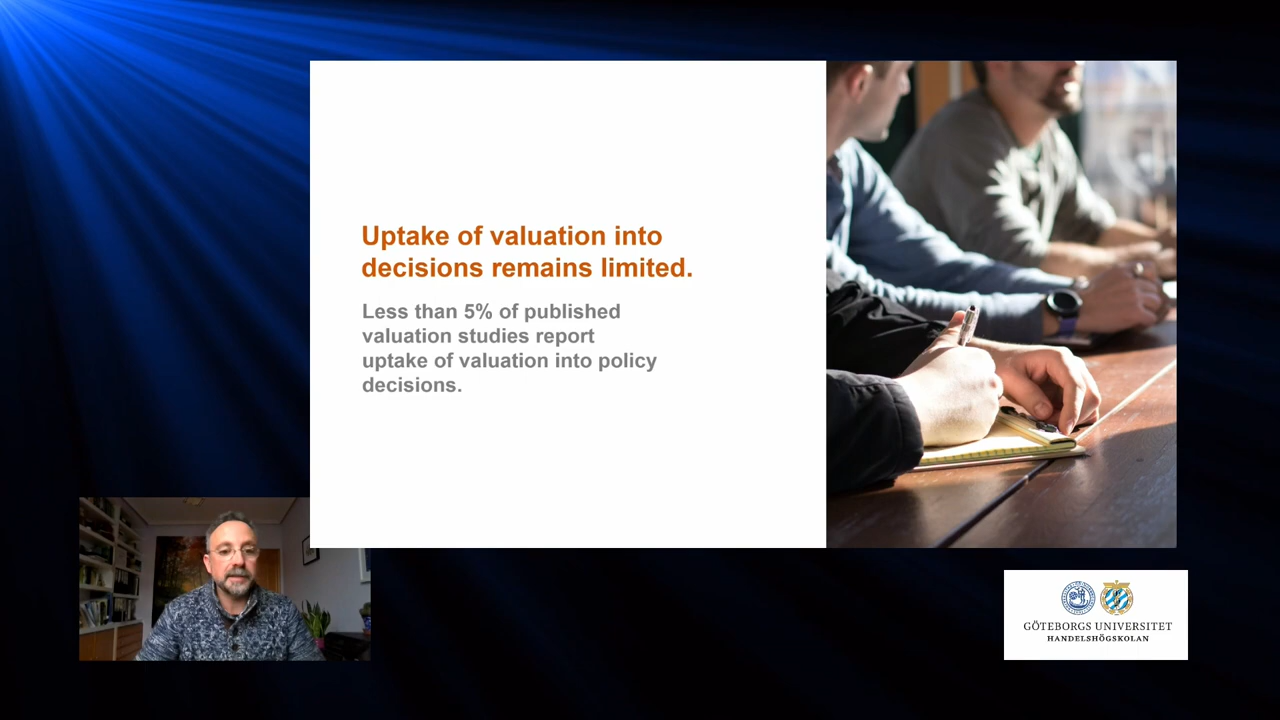 Uptake of valuation into
decisions remains limited.
Less than 5% of published
valuation studies report
uptake of valuation into policy
decisions.
GÖTEBORGS UNIVERSITET
HANDELSHÖGSKOLAN